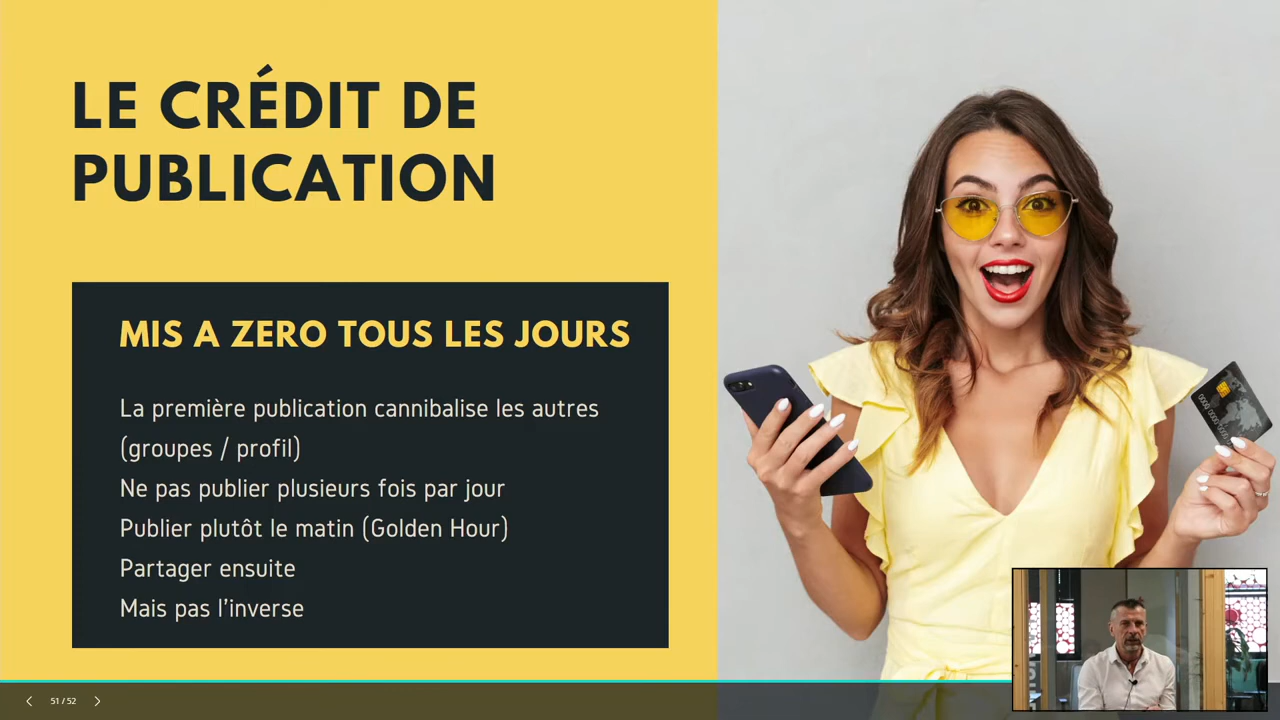 LE CRÉDIT DE
PUBLICATION
MIS A ZERO TOUS LES JOURS
La première publication cannibalise les autres
(groupes / profil)
Ne pas publier plusieurs fois par jour
Publier plutôt le matin (Golden Hour)
Partager ensuite
Mais pas l'inverse
51 / 52